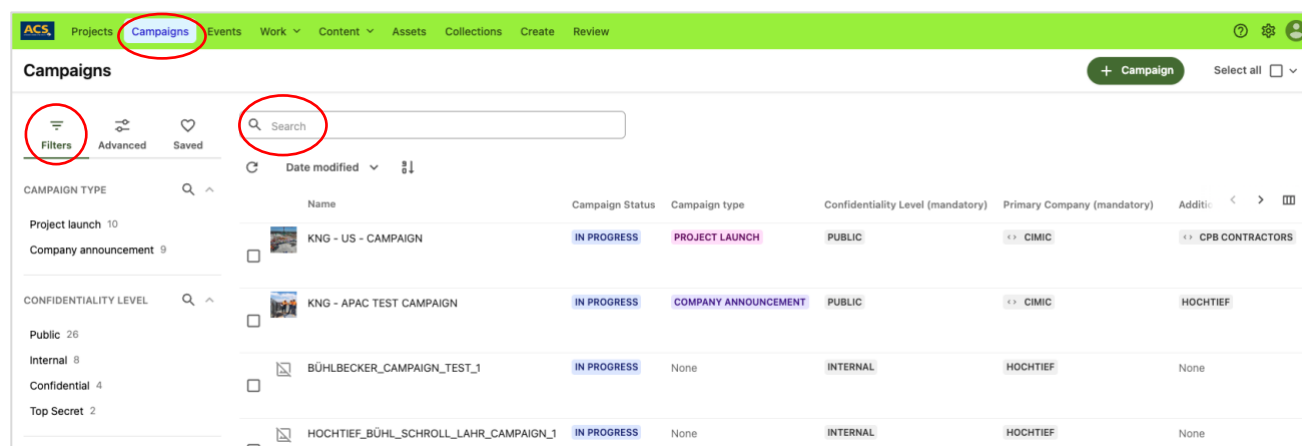 ACS Projects Campaigns Events Work Content Assets Collections Create Review
Campaigns + Campaign Select all
Search
Filters Advanced Saved
Date modified
CAMPAIGN TYPE
Name Campaign Status Campaign type Confidentiality Level (mandatory) Primary Company (mandatory) Additic
Project launch 10
Company announcement 9
KNG - US - CAMPAIGN IN PROGRESS PROJECT LAUNCH PUBLIC <> CIMIC <> CPB CONTRACTORS
CONFIDENTIALITY LEVEL
KNG - APAC TEST CAMPAIGN IN PROGRESS COMPANY ANNOUNCEMENT PUBLIC <> CIMIC HOCHTIEF
Public 26
Internal 8
Confidential 4
Top Secret 2
BÜHLBECKER_CAMPAIGN_TEST_1 IN PROGRESS None INTERNAL HOCHTIEF None
HOCHTIEF_BÜHL_SCHROLL_LAHR_CAMPAIGN_1 IN PROGRESS None INTERNAL HOCHTIEF None